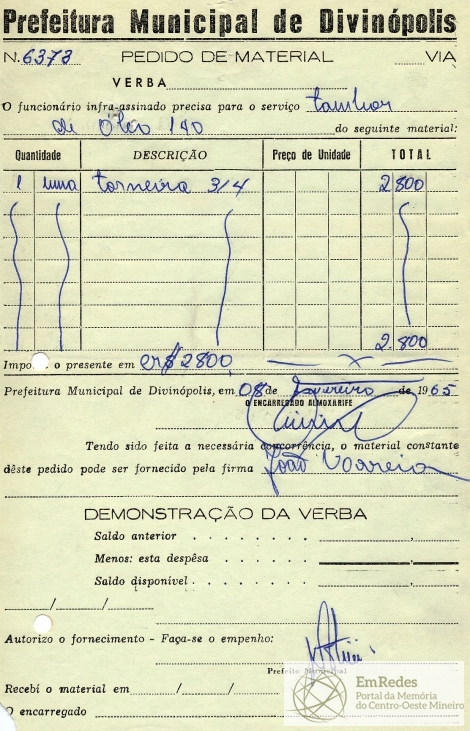 Prefeitura Municipal de Divinópolis
N. 6373 PEDIDO DE MATERIAL VIA
VERBA
O funcionário infra-assinado precisa para o serviço tambor
de Óleo 140 do seguinte material:
Quantidade DESCRIÇÃO Preço de Unidade TOTAL
1 uma torneira 3/4 2 800
2.800
Impo o presente em cr$ 2800 x
Prefeitura Municipal de Divinópolis, em 08 de de 1965
O ENCARREGADO ALMOXARIFE
Tendo sido feita a necessária concorrência, o material constante
dêste pedido pode ser fornecido pela firma João
DEMONSTRAÇÃO DA VERBA
Saldo anterior
Menos: esta despêsa
Saldo disponível
Autorizo o fornecimento - Faça-se o empenho:
Prefeito Municipal
Recebí o material em / /
O encarregado
EmRedes
Portal da Memória
do Centro-Oeste Mineiro